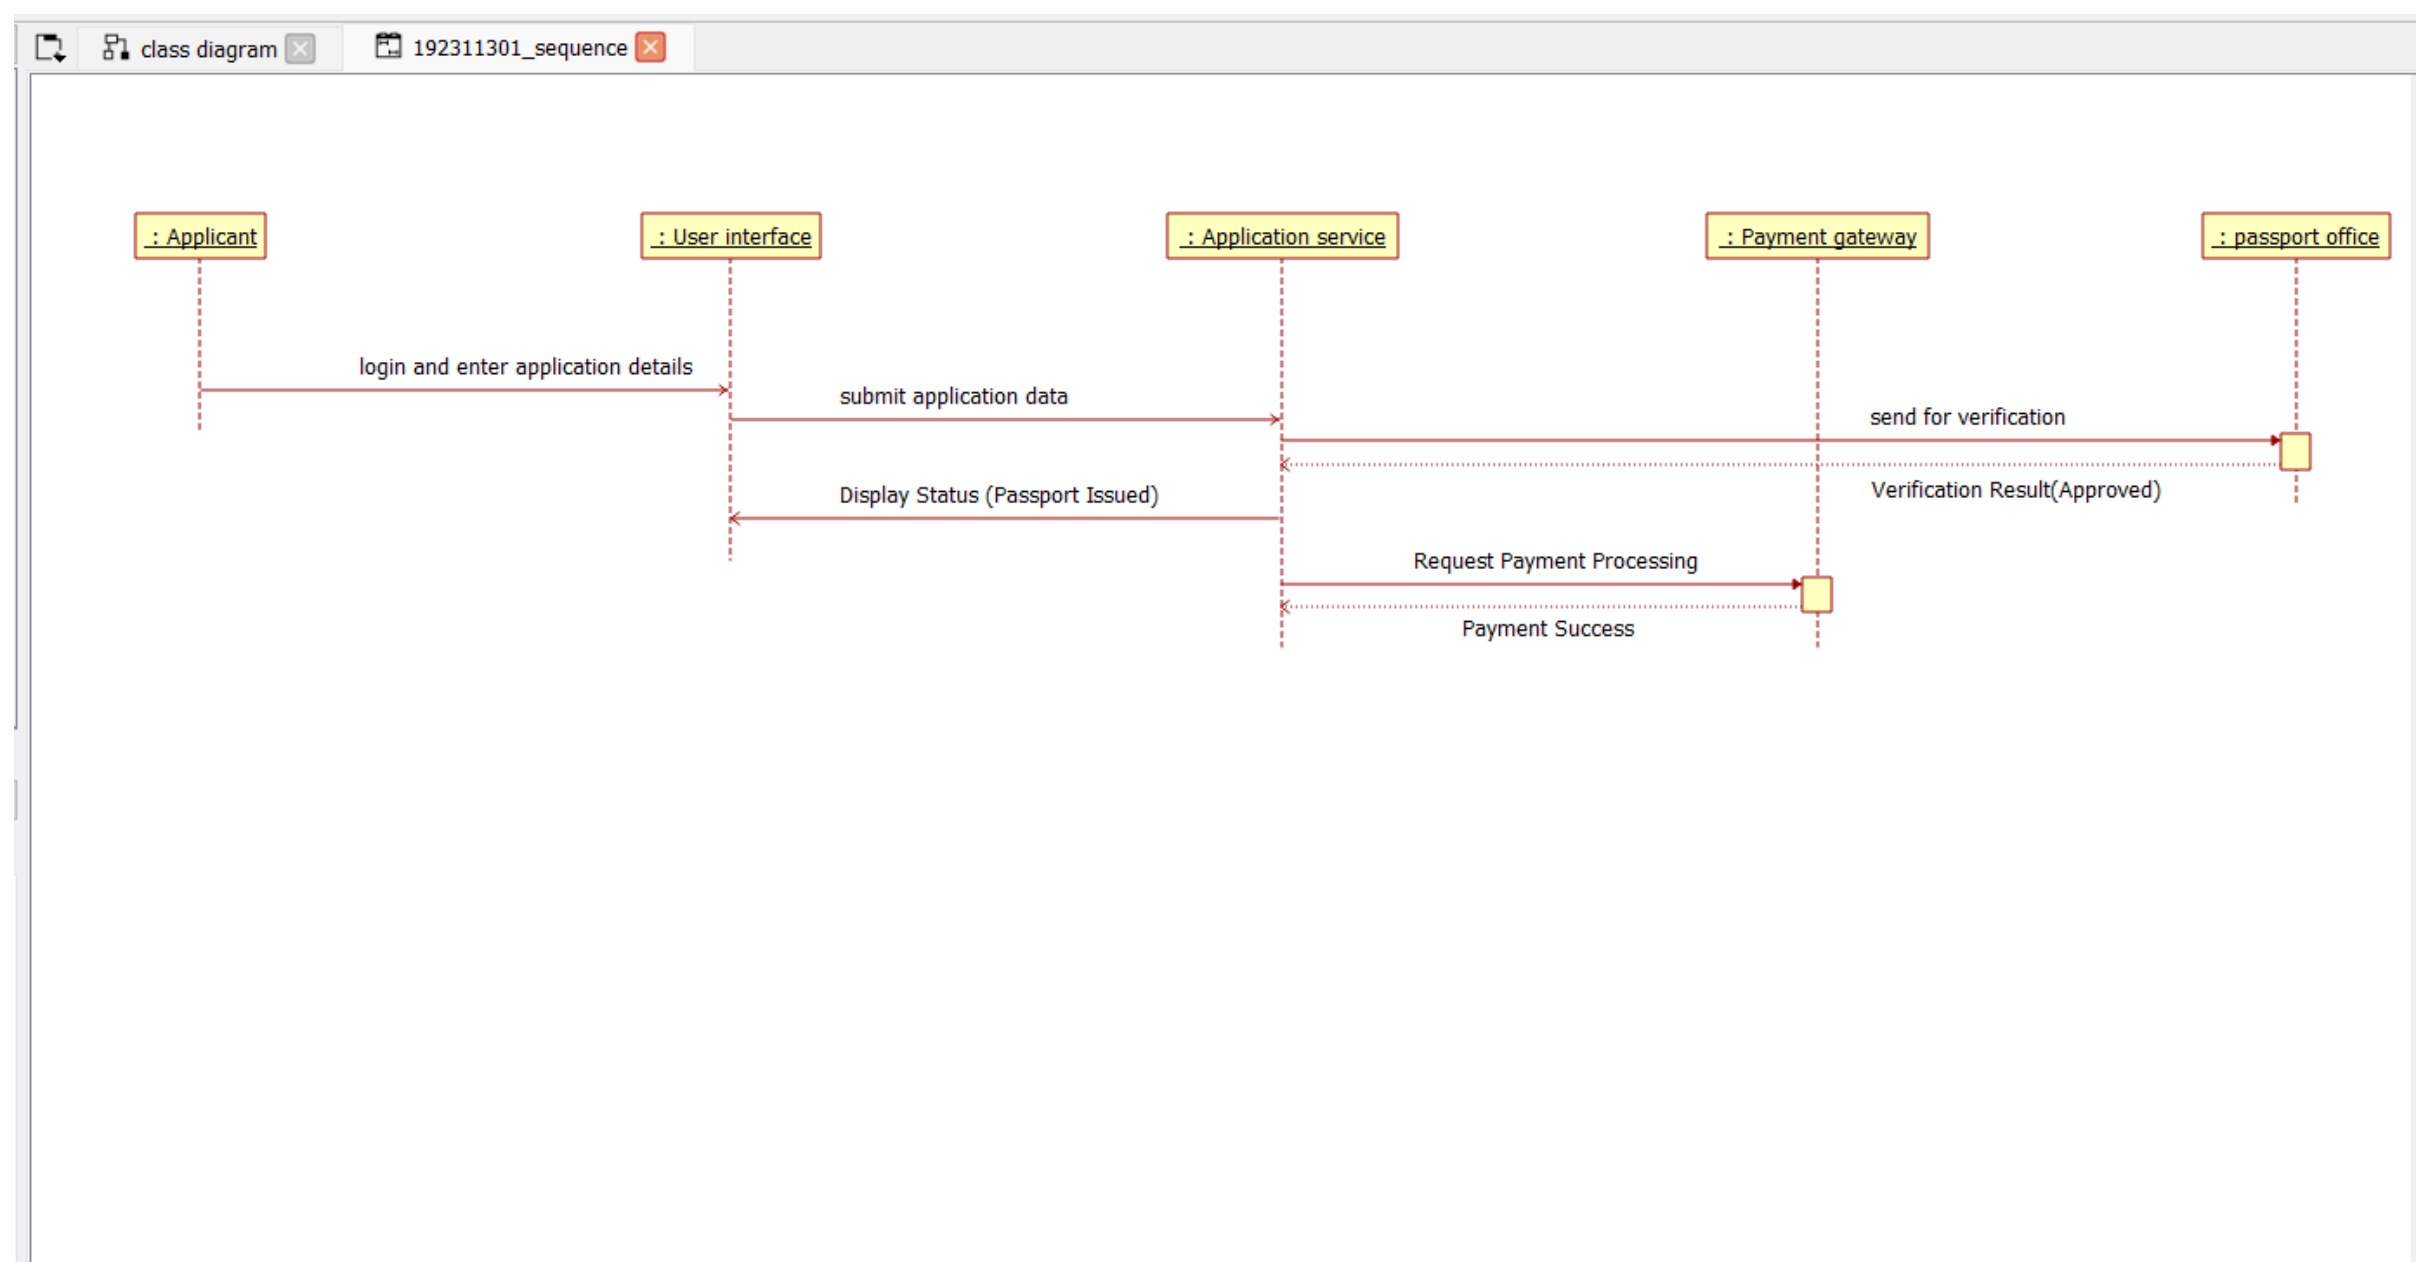 class diagram
192311301_sequence
: Applicant
: User interface
: Application service
: Payment gateway
: passport office
login and enter application details
submit application data
send for verification
Verification Result(Approved)
Display Status (Passport Issued)
Request Payment Processing
Payment Success